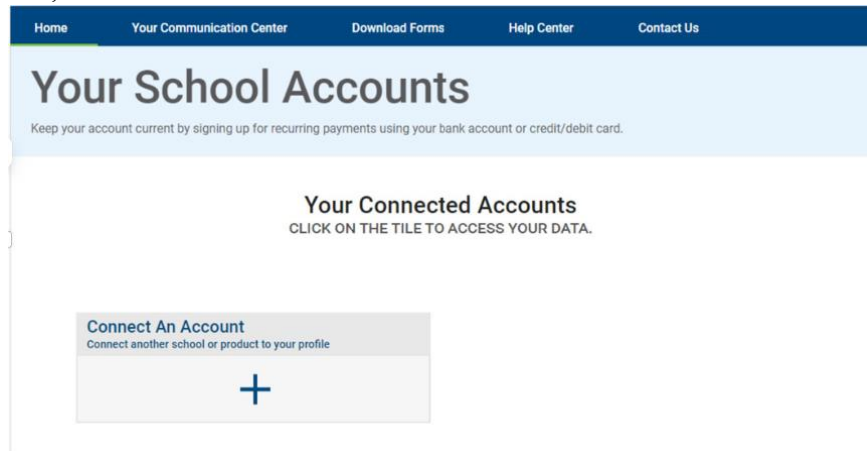 Home Your Communication Center Download Forms Help Center Contact Us
Your School Accounts
Keep your account current by signing up for recurring payments using your bank account or credit/debit card.
Your Connected Accounts
CLICK ON THE TILE TO ACCESS YOUR DATA.
Connect An Account
Connect another school or product to your profile
+